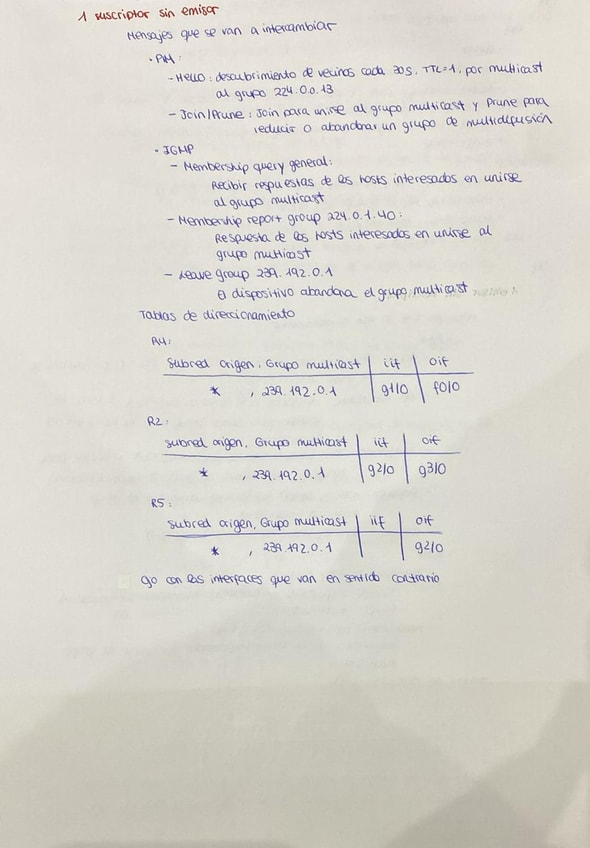 1 suscriptor sin emisor
Mensajes que se van a intercambiar
· PIM:
- Hello: descubrimiento de vecinos cada 30s, TTL=1, por multicast
al grupo 224.0.0.13
- Join/Prune: Join para unirse al grupo multicast y Prune para
reducir o abandonar un grupo de multidifusión
· IGMP
- Membership query general:
Recibir respuestas de los hosts interesados en unirse
al grupo multicast
- Membership report group 224.0.1.40:
Respuesta de los hosts interesados en unirse al
grupo multicast
- Leave group 239.192.0.1
El dispositivo abandona el grupo multicast
Tablas de direccionamiento
R4:
Subred origen, Grupo multicast | iif | oif
* , 239.192.0.1 | g1/0 | f0/0
R2:
subred origen, Grupo multicast | iif | oif
* , 239.192.0.1 | g2/0 | g3/0
R5:
Subred origen, Grupo multicast | iif | oif
* , 239.192.0.1 | | g2/0
go con los interfaces que van en sentido contrario